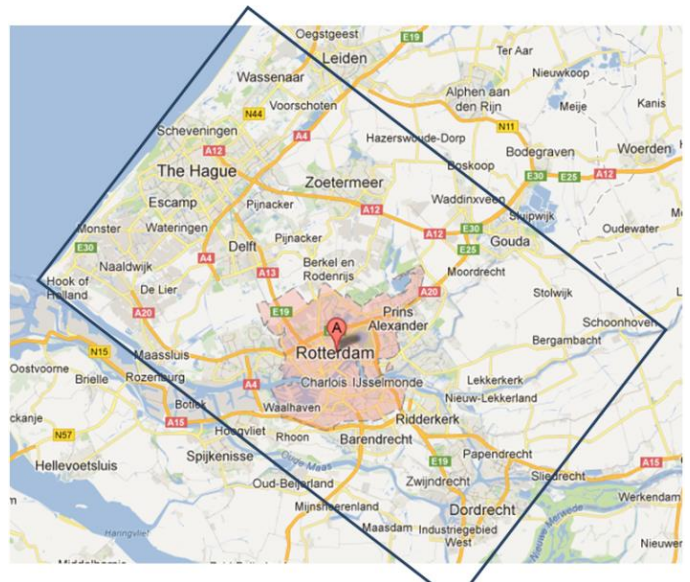 Oegstgeest
E19
Leiden
Ter Aar
Nieuwkoop
Wassenaar
Alphen aan
den Rijn
Meije
Kanis
Voorschoten
N44
A4
N11
Scheveningen
Hazerswoude-Dorp
A12
Bodegraven
Woerden
Boskoop
E30
E25
A12
The Hague
Zoetermeer
Waddinxveen
Escamp
Pijnacker
A12
Sluipwijk
Monster
Wateringen
Pijnacker
A12
E30
Oudewater
E30
Delft
E25
Gouda
A4
Berkel en
Rodenrijs
Naaldwijk
A13
Moordrecht
Hook of
Holland
De Lier
A20
Stolwijk
A20
E19
Prins
Alexander
Schoonhoven
A
Bergambacht
N15
Maassluis
Rotterdam
Oostvoorne
Brielle
Rozenburg
A4
Charlois
IJsselmonde
Lekkerkerk
Nieuw-Lekkerland
Botlek
Waalhaven
A15
Ridderkerk
N57
Hoogvliet
Rhoon
Barendrecht
Hellevoetsluis
Spijkenisse
Oude Maas
E19
Papendrecht
A15
Oud-Beijerland
Zwijndrecht
Sliedrecht
Werkendam
Mijnsheerenland
Dordrecht
Haringvliet
Maasdam
Industriegebied
West
Nieuwe Merwede